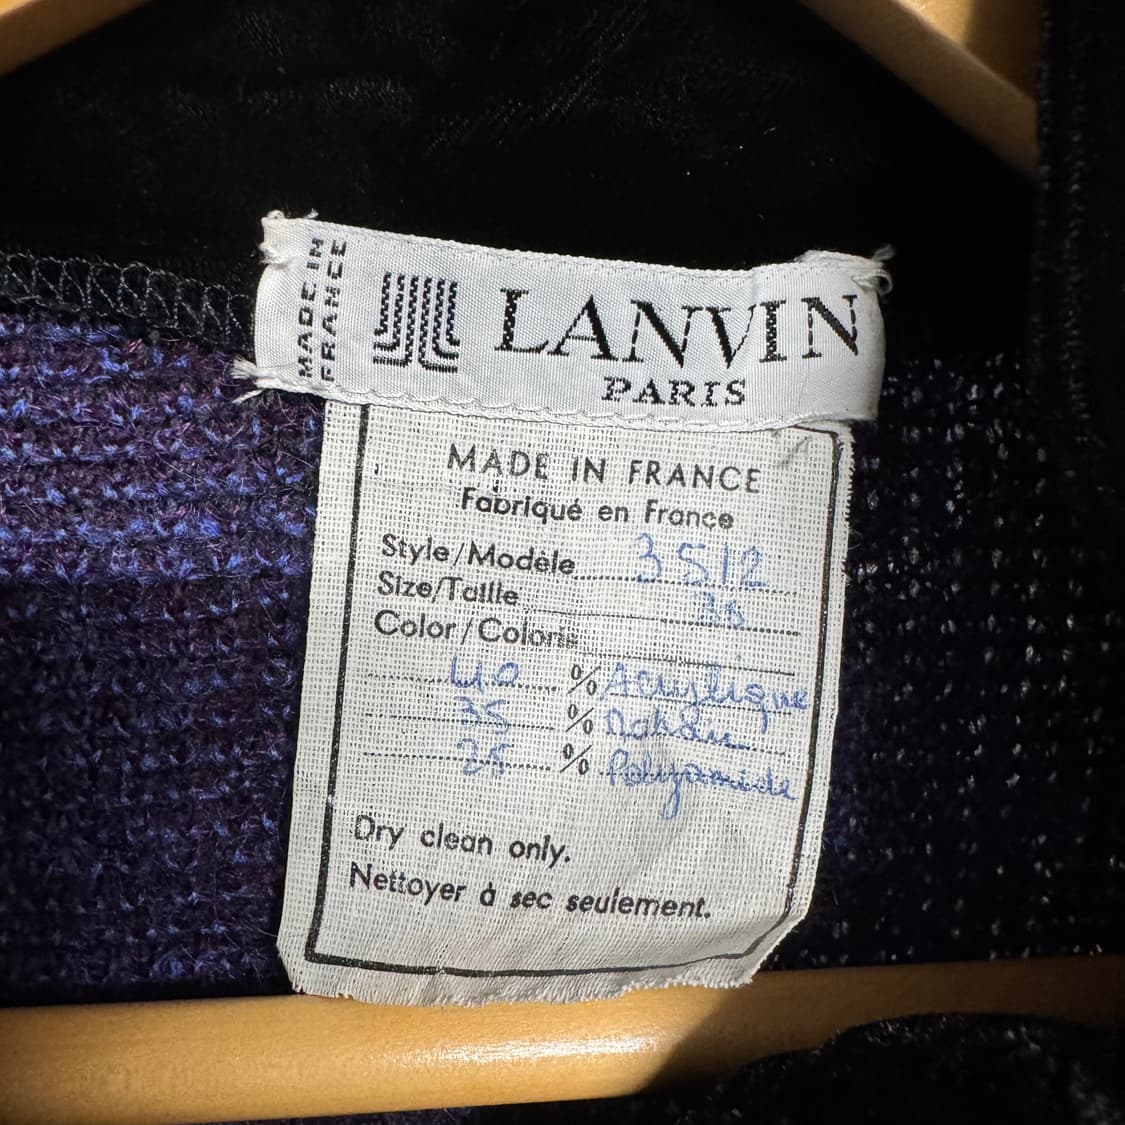 MADE IN
FRANCE
LANVIN
PARIS
MADE IN FRANCE
Fabriqué en France
Style/Modèle 3512
Size/Taille 38
Color/Coloris
40 % Acrylique
35 % Mohair
25 % Polyamide
Dry clean only.
Nettoyer à sec seulement.